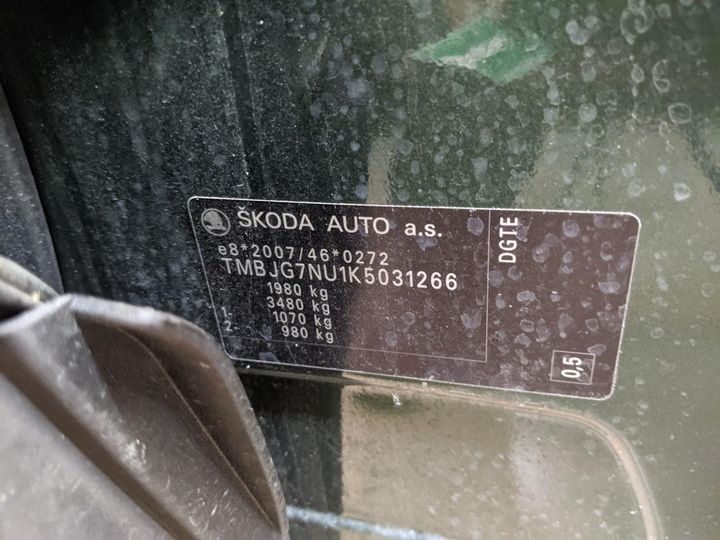 ŠKODA AUTO a.s.
e8*2007/46*0272
TMBJG7NU1K5031266
1980 kg
3480 kg
1. 1070 kg
2. 980 kg
DGTE
0,5